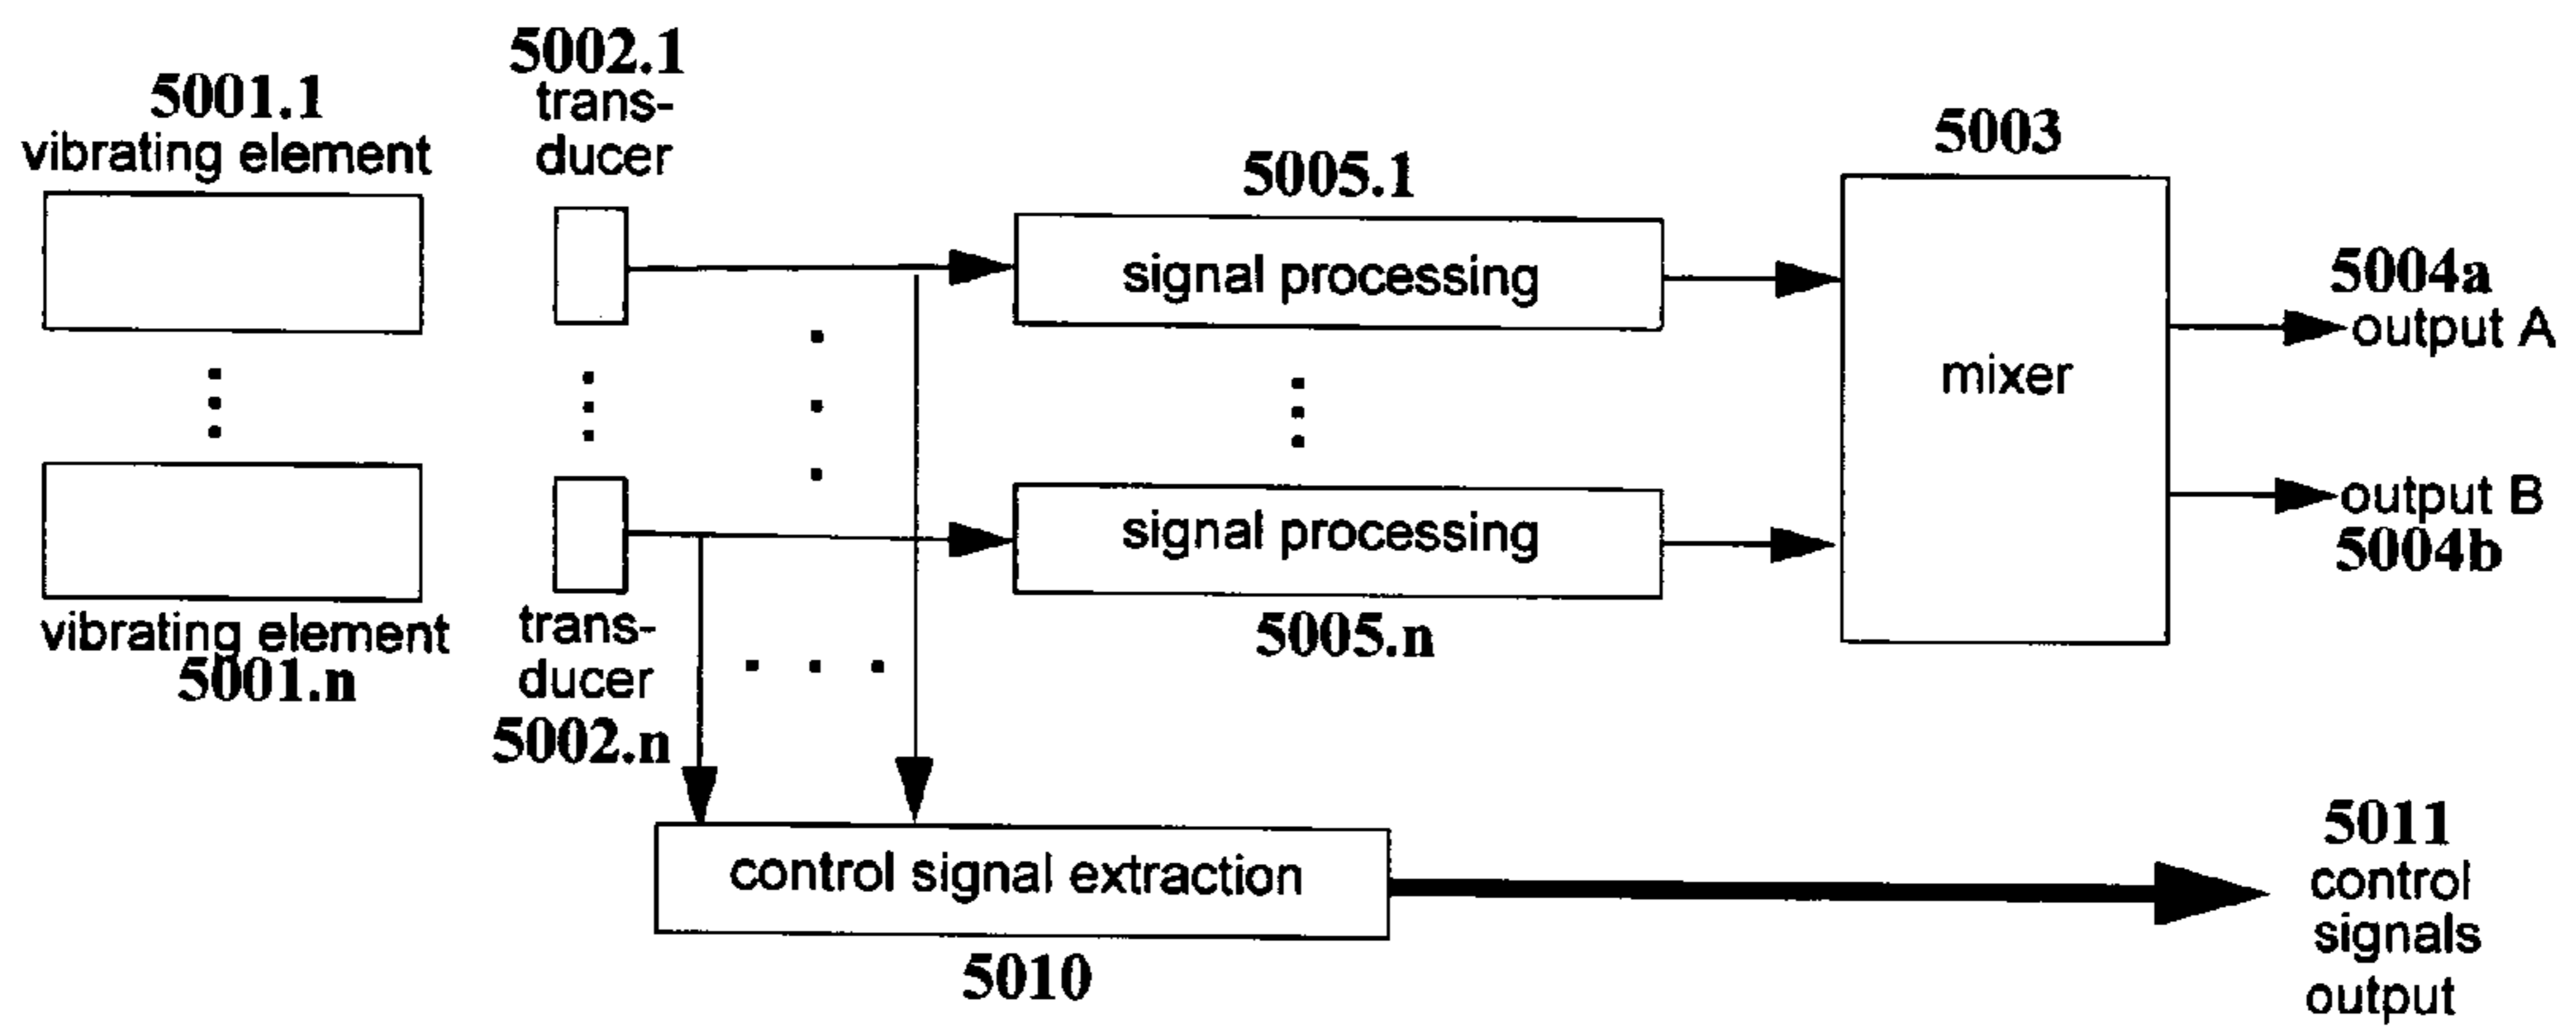 5001.1
vibrating element
5002.1
trans-
ducer
5005.1
signal processing
5003
mixer
5004a
output A
output B
5004b
signal processing
5005.n
vibrating element
5001.n
trans-
ducer
5002.n
control signal extraction
5010
5011
control
signals
output